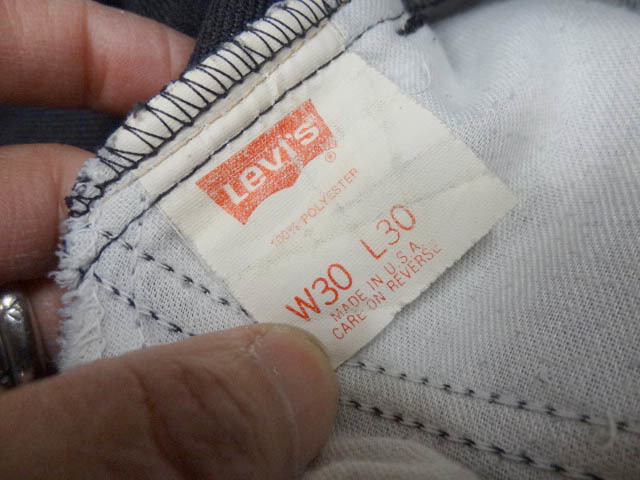 Levi's®
100% POLYESTER
W30 L30
MADE IN U.S.A.
CARE ON REVERSE